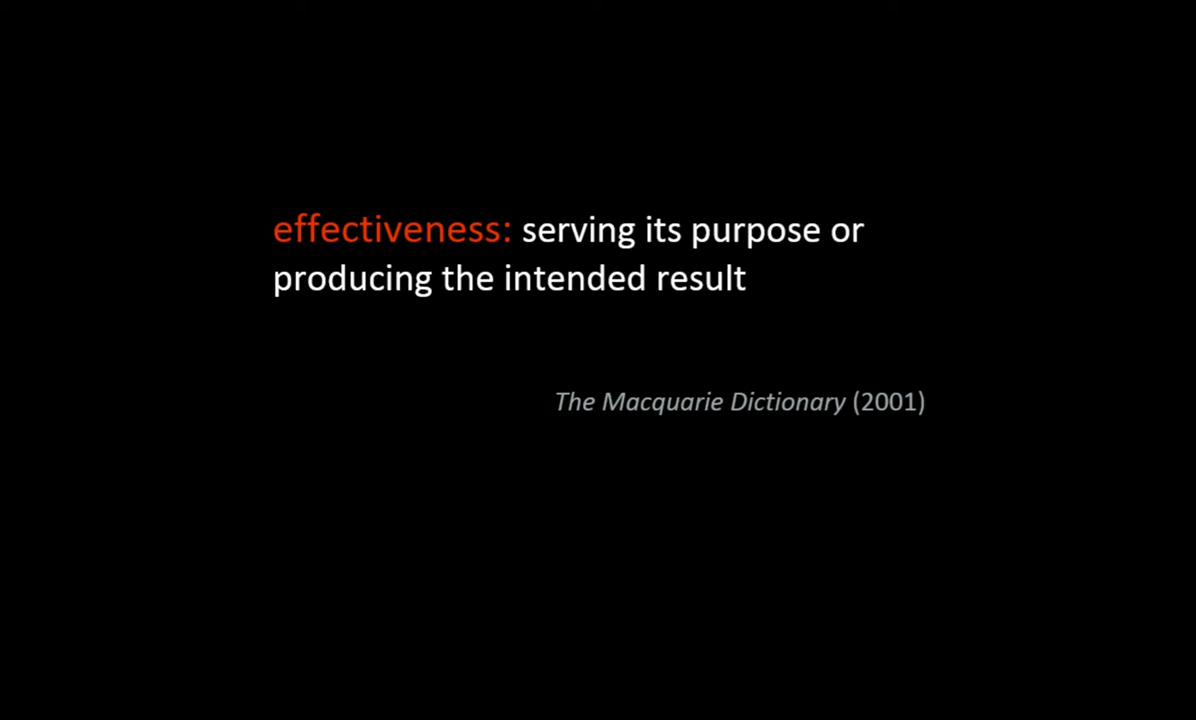 effectiveness: serving its purpose or
producing the intended result
The Macquarie Dictionary (2001)